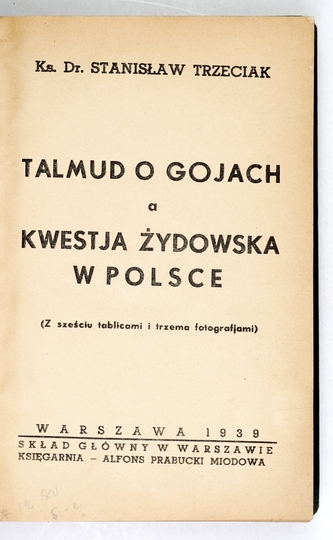 Ks. Dr. STANISŁAW TRZECIAK
TALMUD O GOJACH
a
KWESTJA ŻYDOWSKA
W POLSCE
(Z sześciu tablicami i trzema fotografjami)
WARSZAWA 1939
SKŁAD GŁÓWNY W WARSZAWIE
KSIĘGARNIA – ALFONS PRABUCKI MIODOWA